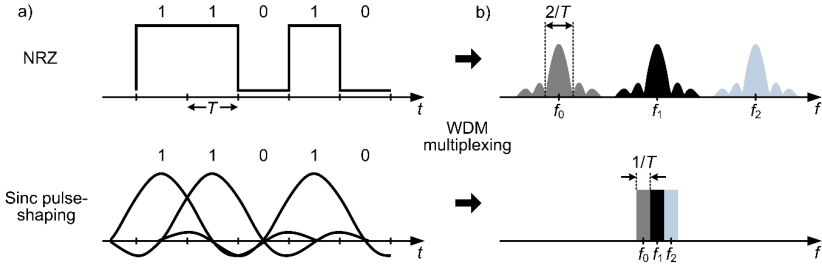 a)
1 1 0 1 0
NRZ
T
t
b)
2/T
f0 f1 f2
f
WDM
multiplexing
1 1 0 1 0
Sinc pulse-
shaping
t
1/T
f0 f1 f2
f